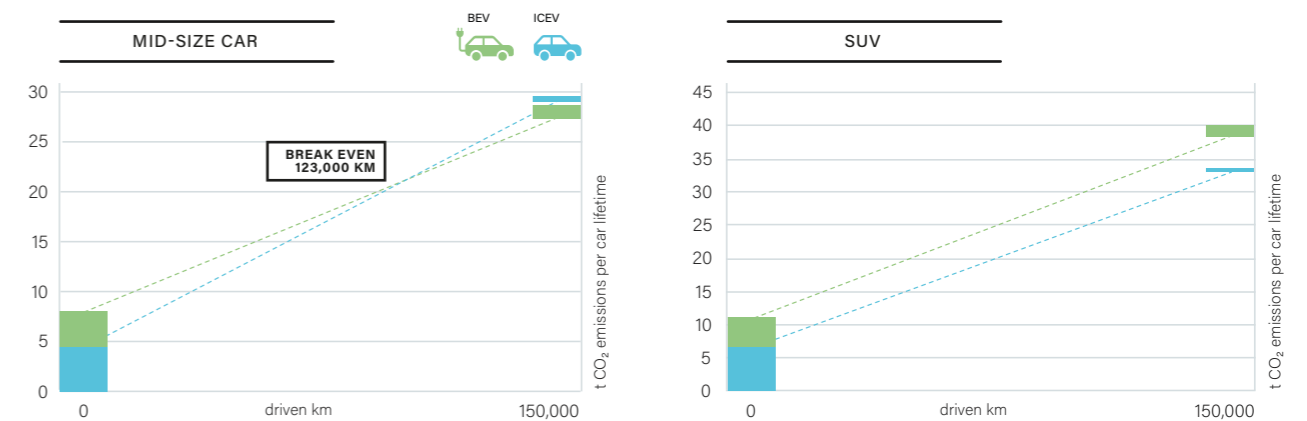 MID-SIZE CAR
BEV
ICEV
30
25
20
15
10
5
0
BREAK EVEN
123,000 KM
0
driven km
150,000
t CO₂ emissions per car lifetime
SUV
45
40
35
30
25
20
15
10
5
0
0
driven km
150,000
t CO₂ emissions per car lifetime